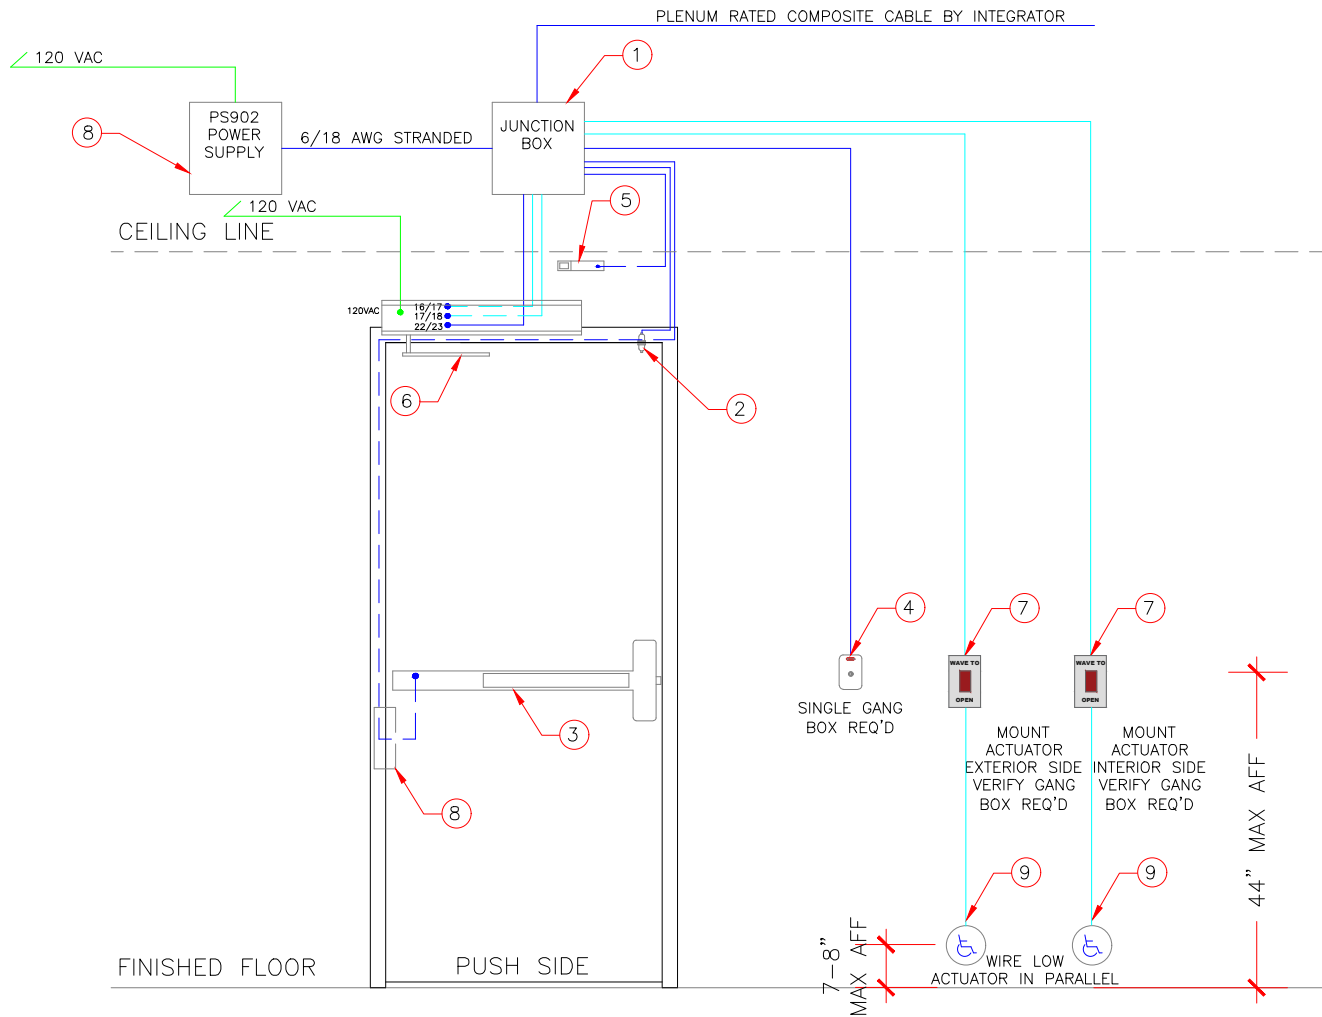 PLENUM RATED COMPOSITE CABLE BY INTEGRATOR
120 VAC
1
PS902
POWER
SUPPLY
8
6/18 AWG STRANDED
JUNCTION
BOX
120 VAC
5
CEILING LINE
120VAC
16/17
17/18
22/23
6
2
4
7
7
WAVE TO
OPEN
WAVE TO
OPEN
SINGLE GANG
BOX REQ'D
3
MOUNT
ACTUATOR
EXTERIOR SIDE
VERIFY GANG
BOX REQ'D
MOUNT
ACTUATOR
INTERIOR SIDE
VERIFY GANG
BOX REQ'D
8
44” MAX AFF
9
9
7-8”
MAX AFF
WIRE LOW
ACTUATOR IN PARALLEL
FINISHED FLOOR
PUSH SIDE